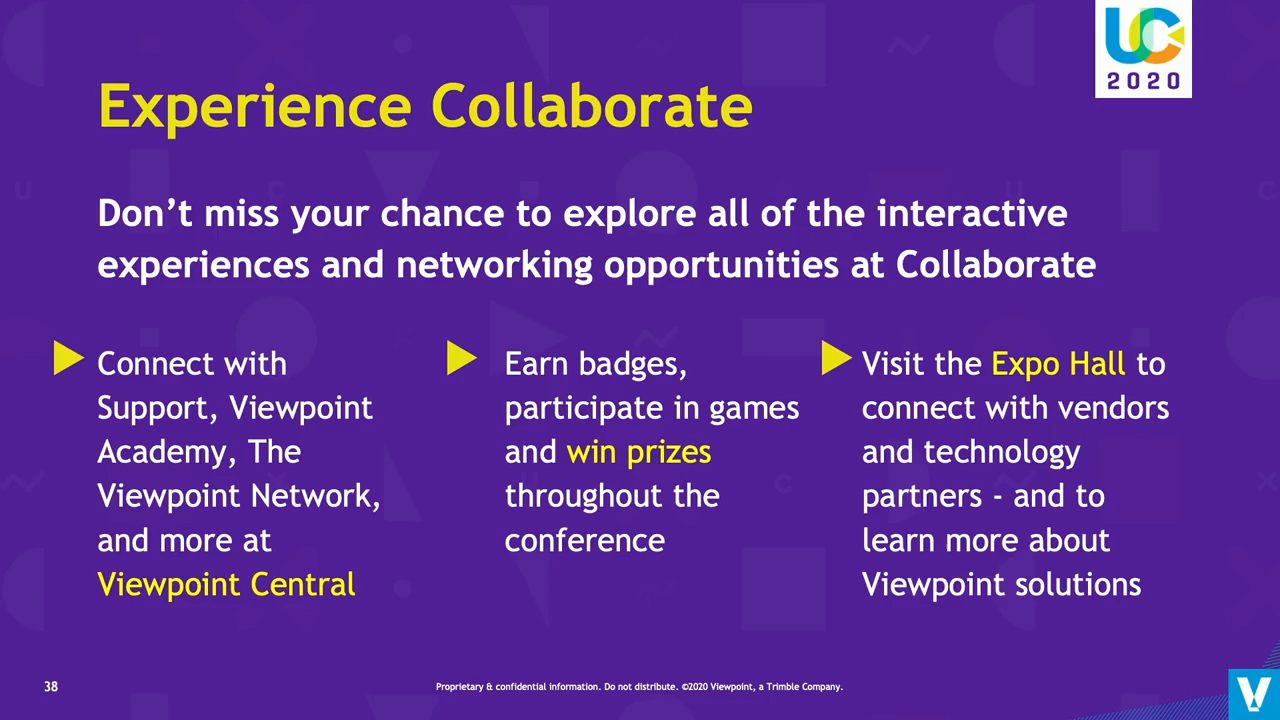 UC
2020
Experience Collaborate
Don’t miss your chance to explore all of the interactive
experiences and networking opportunities at Collaborate
Connect with
Support, Viewpoint
Academy, The
Viewpoint Network,
and more at
Viewpoint Central
Earn badges,
participate in games
and win prizes
throughout the
conference
Visit the Expo Hall to
connect with vendors
and technology
partners - and to
learn more about
Viewpoint solutions
38
Proprietary & confidential information. Do not distribute. ©2020 Viewpoint, a Trimble Company.